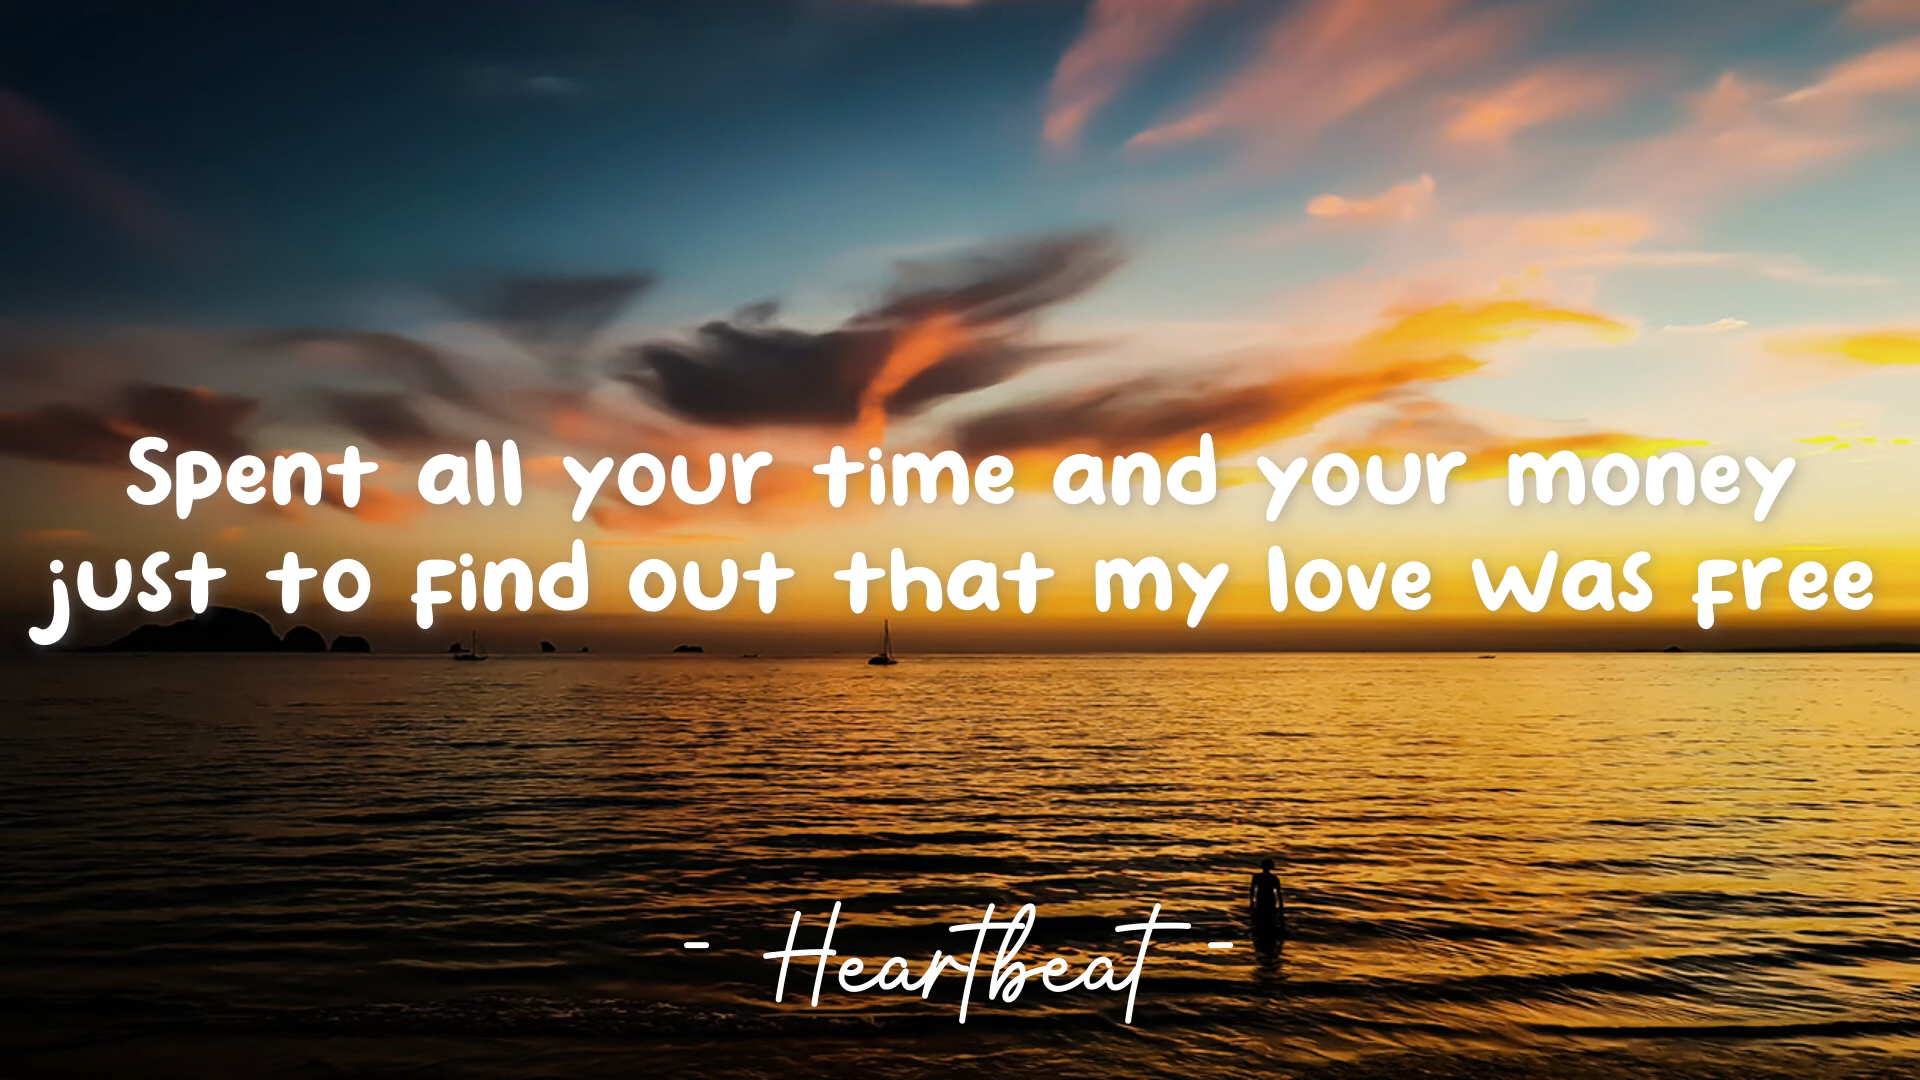 Spent all your time and your money
just to find out that my love was free
- Heartbeat -